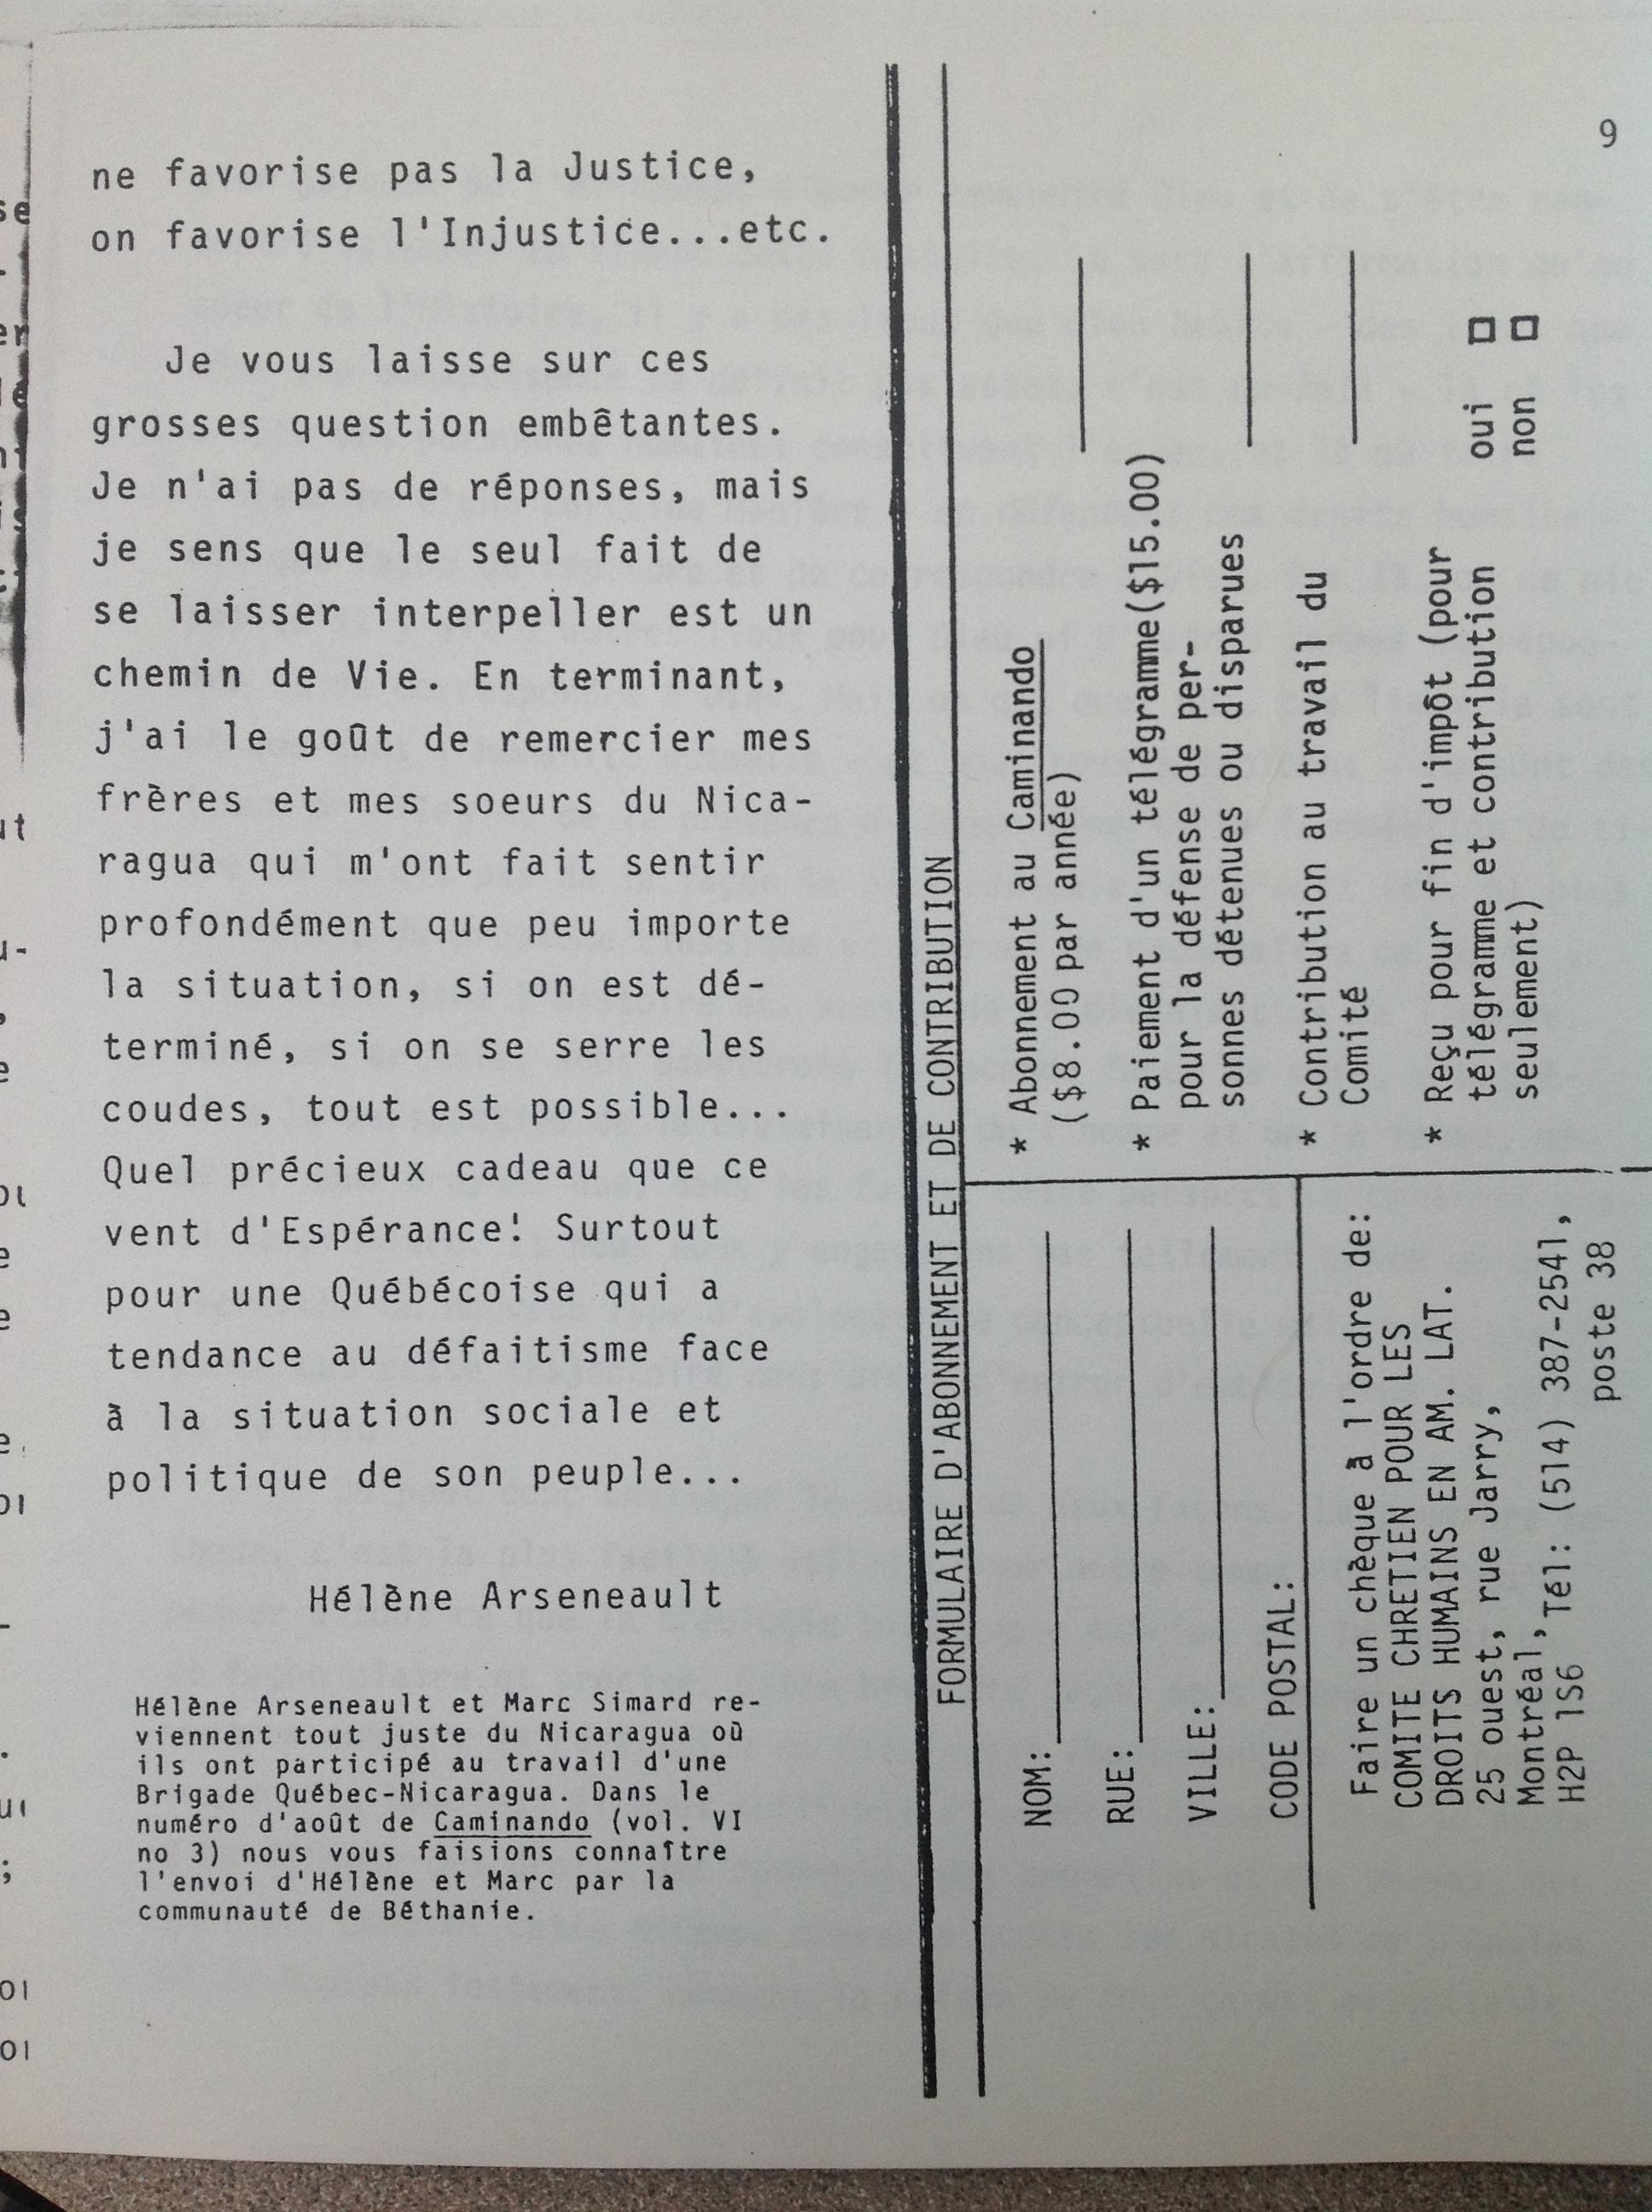 9
ne favorise pas la Justice,
on favorise l'Injustice...etc.
Je vous laisse sur ces
grosses question embêtantes.
Je n'ai pas de réponses, mais
je sens que le seul fait de
se laisser interpeller est un
chemin de Vie. En terminant,
j'ai le goût de remercier mes
frères et mes soeurs du Nica-
ragua qui m'ont fait sentir
profondément que peu importe
la situation, si on est dé-
terminé, si on se serre les
coudes, tout est possible...
Quel précieux cadeau que ce
vent d'Espérance! Surtout
pour une Québécoise qui a
tendance au défaitisme face
à la situation sociale et
politique de son peuple...
Hélène Arseneault
Hélène Arseneault et Marc Simard re-
viennent tout juste du Nicaragua où
ils ont participé au travail d'une
Brigade Québec-Nicaragua. Dans le
numéro d'août de Caminando (vol. VI
no 3) nous vous faisions connaître
l'envoi d'Hélène et Marc par la
communauté de Béthanie.
FORMULAIRE D'ABONNEMENT ET DE CONTRIBUTION
NOM:
RUE:
VILLE:
CODE POSTAL:
Faire un chèque à l'ordre de:
COMITE CHRETIEN POUR LES
DROITS HUMAINS EN AM. LAT.
25 ouest, rue Jarry,
Montréal,
H2P 1S6 Tél: (514) 387-2541,
poste 38
* Abonnement au Caminando
($8.00 par année)
* Paiement d'un télégramme($15.00)
pour la défense de per-
sonnes détenues ou disparues
* Contribution au travail du
Comité
* Reçu pour fin d'impôt (pour
télégramme et contribution
seulement)
oui
non